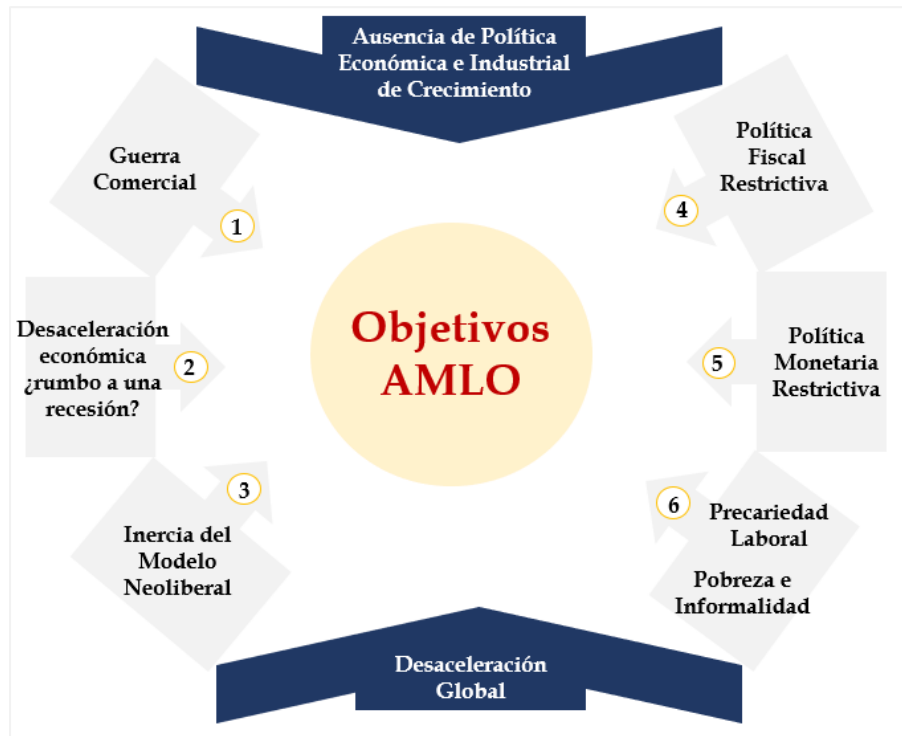 Ausencia de Política
Económica e Industrial
de Crecimiento
Guerra
Comercial
1
Desaceleración
económica
¿rumbo a una
recesión?
2
Inercia del
Modelo
Neoliberal
3
Objetivos
AMLO
Política
Fiscal
Restrictiva
4
Política
Monetaria
Restrictiva
5
Precariedad
Laboral
Pobreza e
Informalidad
6
Desaceleración
Global